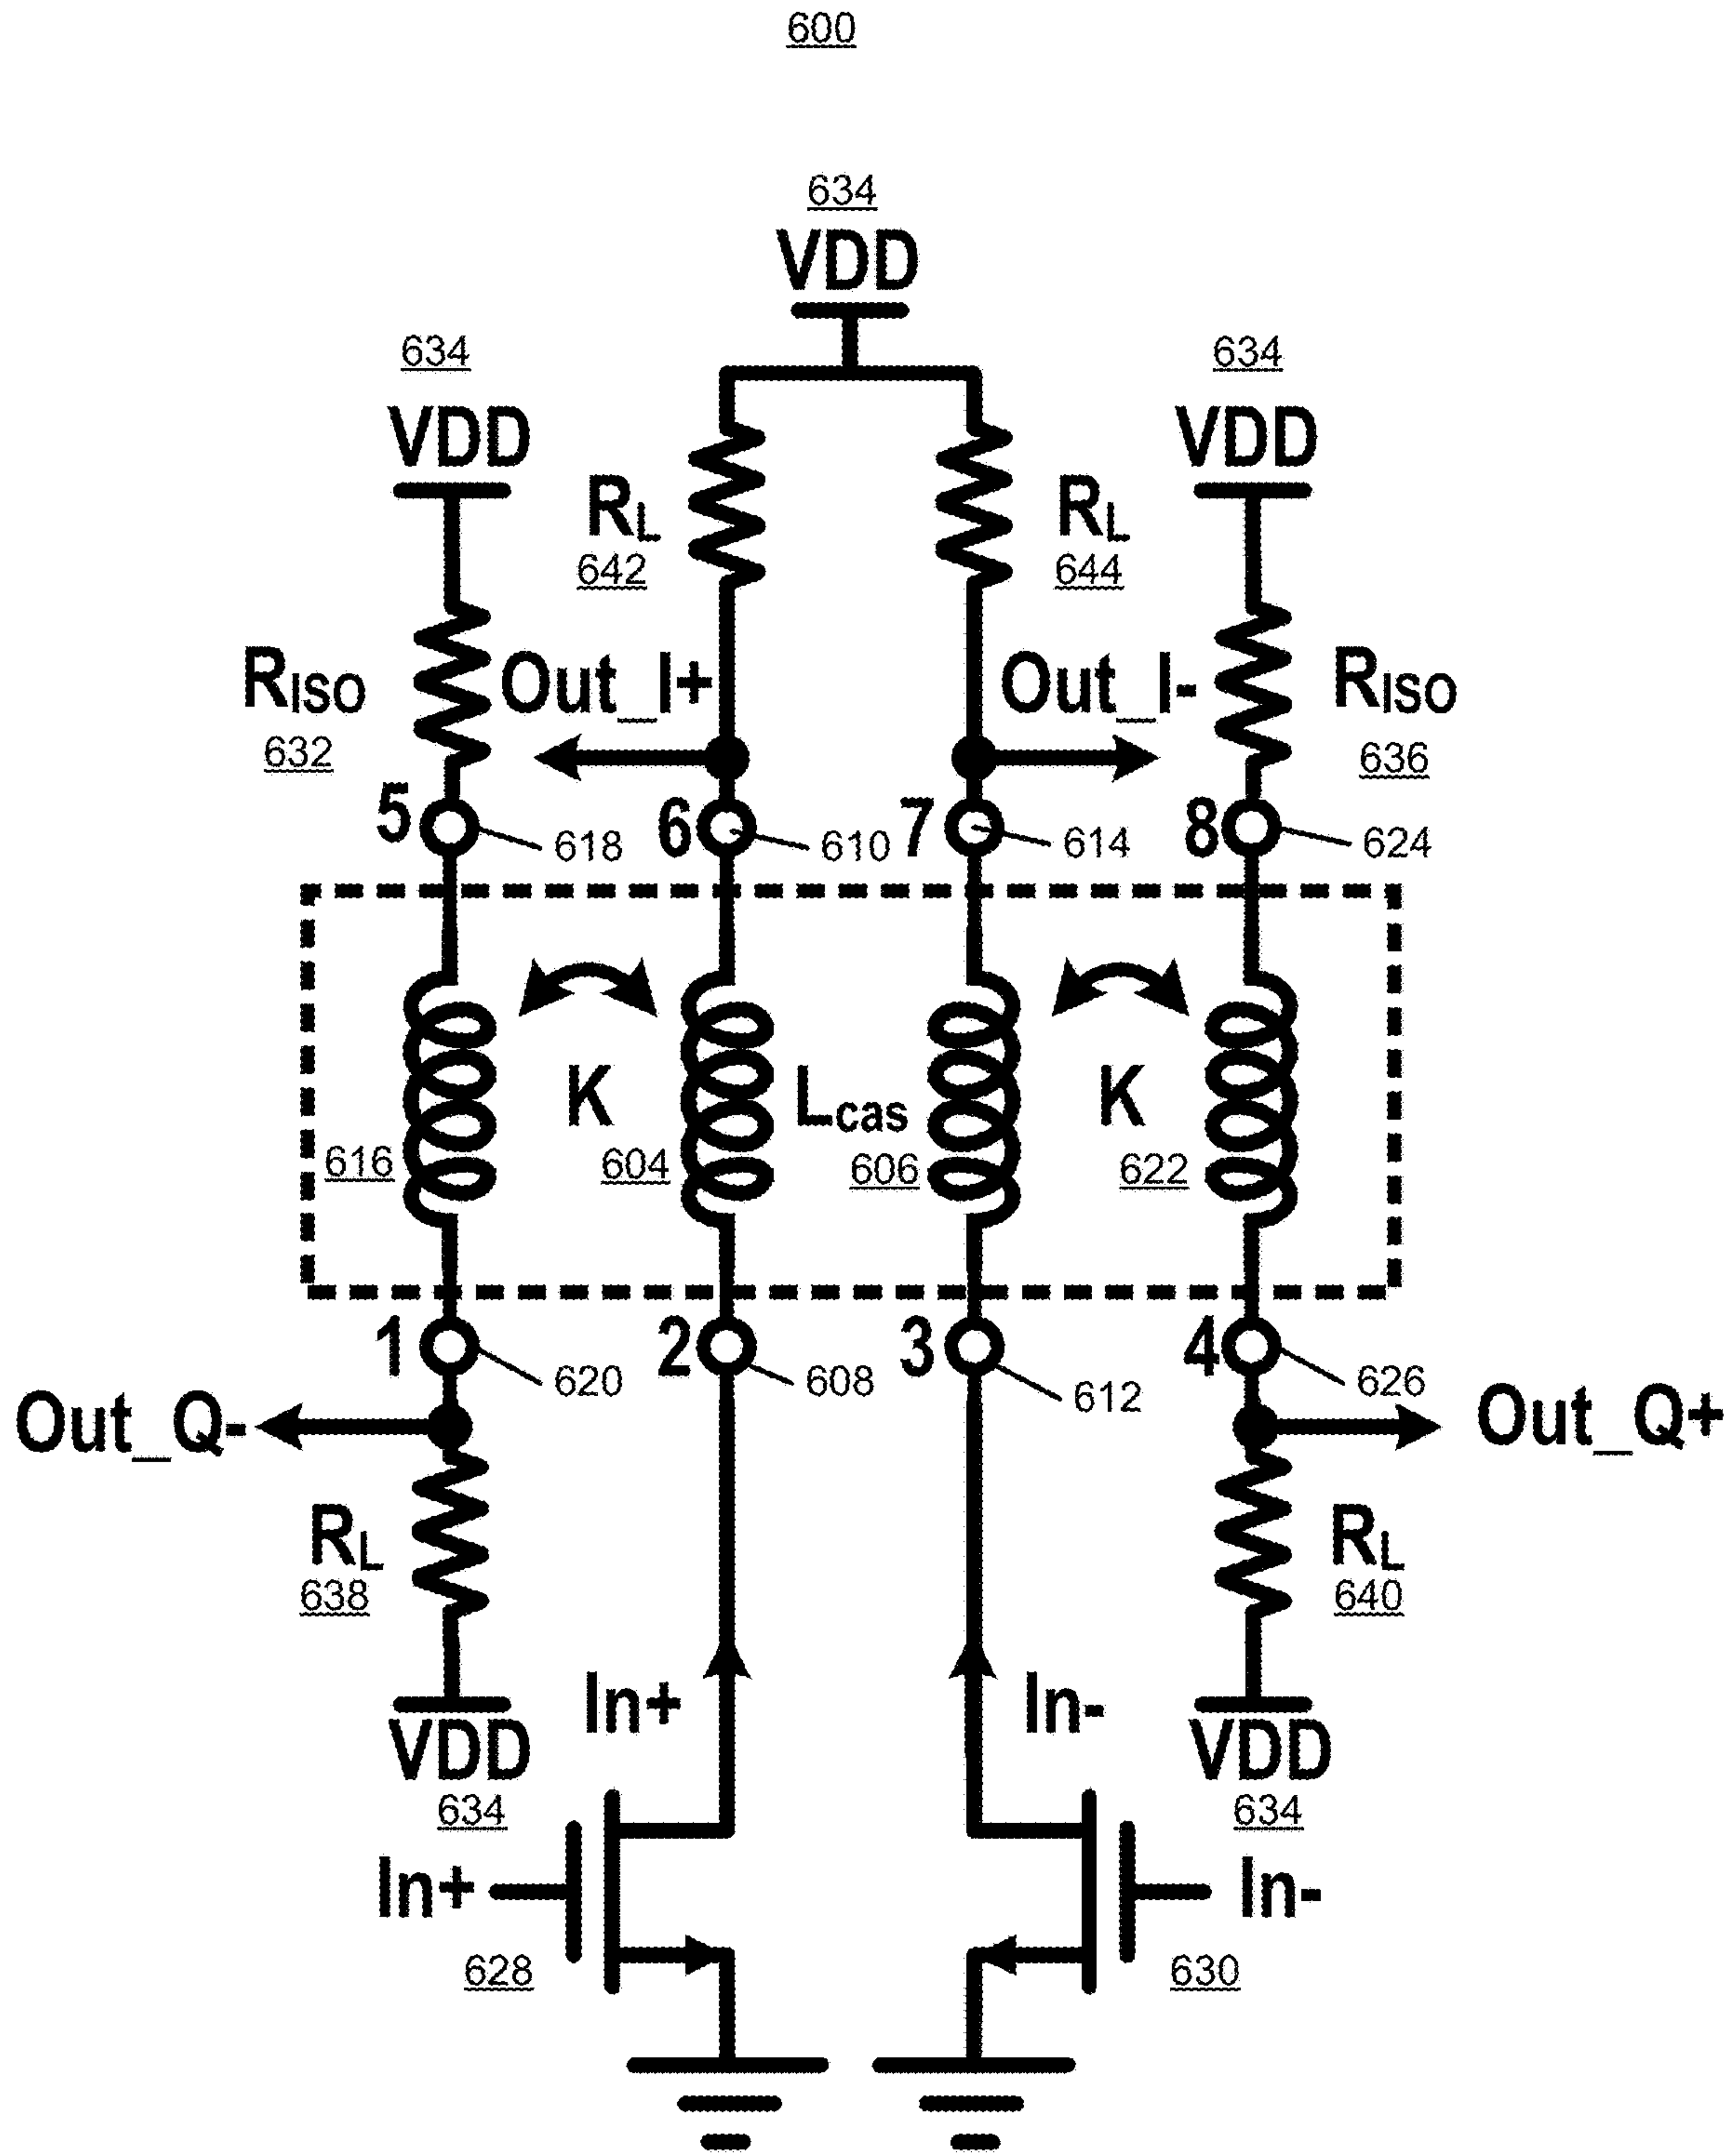 600
634
VDD
634
634
VDD
VDD
RL
642
RL
644
RISO
632
Out_I+
Out_I-
RISO
636
5
618
6
610
7
614
8
624
K
Lcas
K
616
604
606
622
1
620
2
608
3
612
4
626
Out_Q-
Out_Q+
RL
638
RL
640
In+
In-
VDD
634
VDD
634
In+
In-
628
630